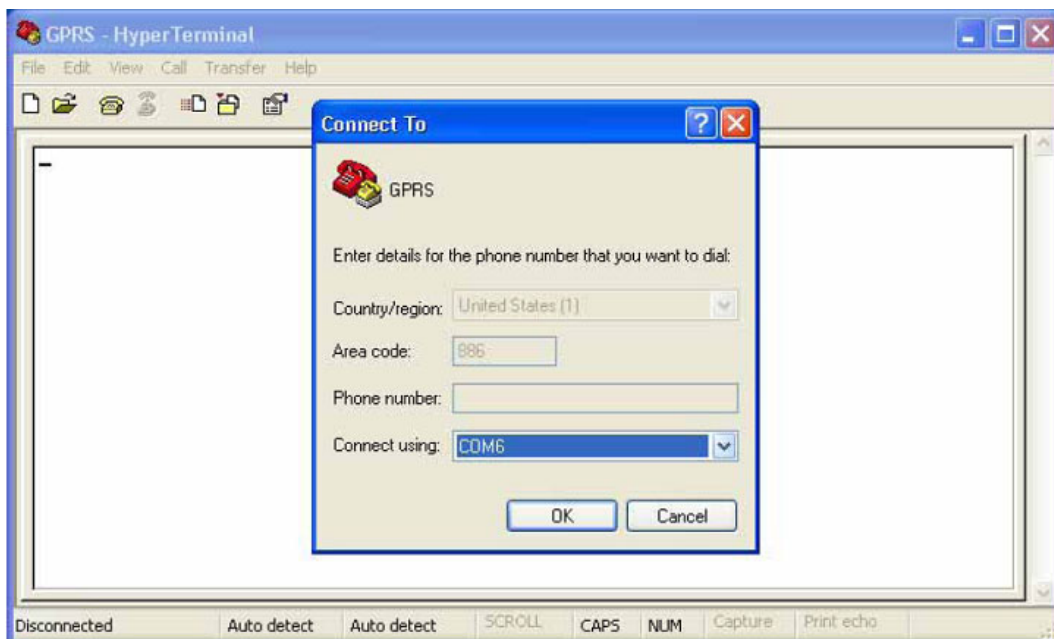 GPRS - HyperTerminal
File Edit View Call Transfer Help
Connect To
GPRS
Enter details for the phone number that you want to dial:
Country/region: United States (1)
Area code: 886
Phone number:
Connect using: COM6
OK Cancel
Disconnected Auto detect Auto detect SCROLL CAPS NUM Capture Print echo